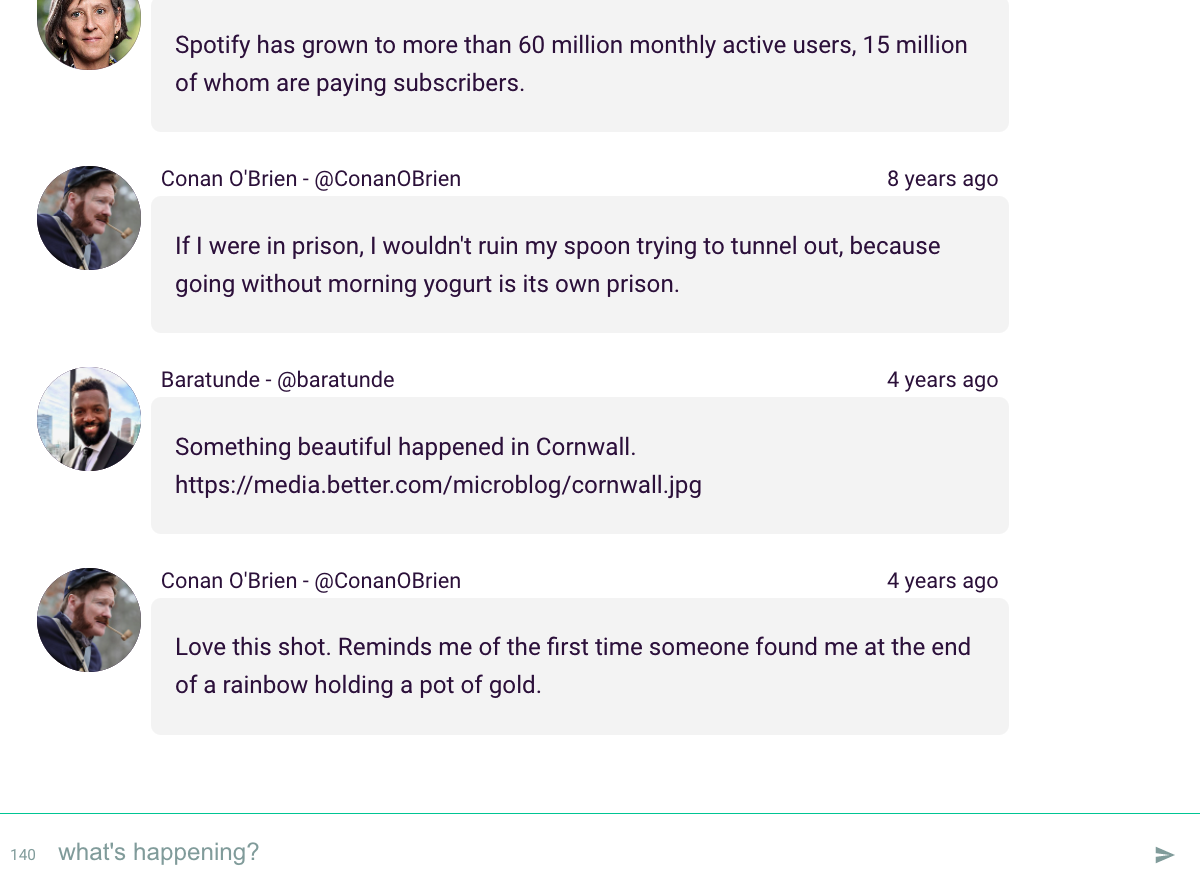 Spotify has grown to more than 60 million monthly active users, 15 million
of whom are paying subscribers.
Conan O'Brien - @ConanOBrien 8 years ago
If I were in prison, I wouldn't ruin my spoon trying to tunnel out, because
going without morning yogurt is its own prison.
Baratunde - @baratunde 4 years ago
Something beautiful happened in Cornwall.
https://media.better.com/microblog/cornwall.jpg
Conan O'Brien - @ConanOBrien 4 years ago
Love this shot. Reminds me of the first time someone found me at the end
of a rainbow holding a pot of gold.
140 what's happening?